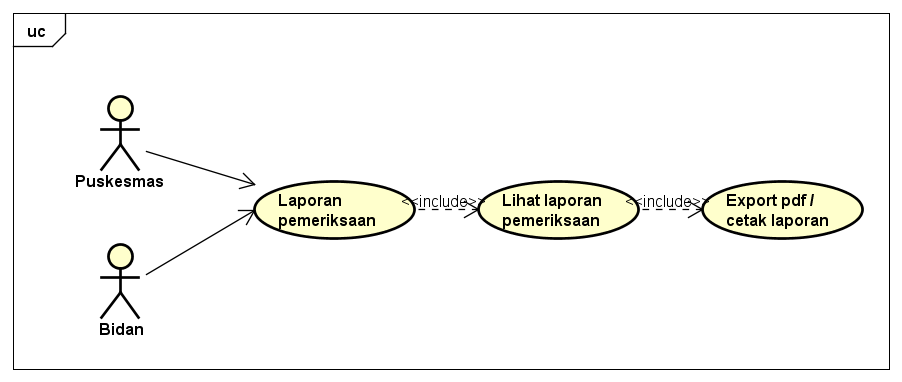 uc
Puskesmas
Laporan
pemeriksaan
<<include>>
Lihat laporan
pemeriksaan
<<include>>
Export pdf /
cetak laporan
Bidan